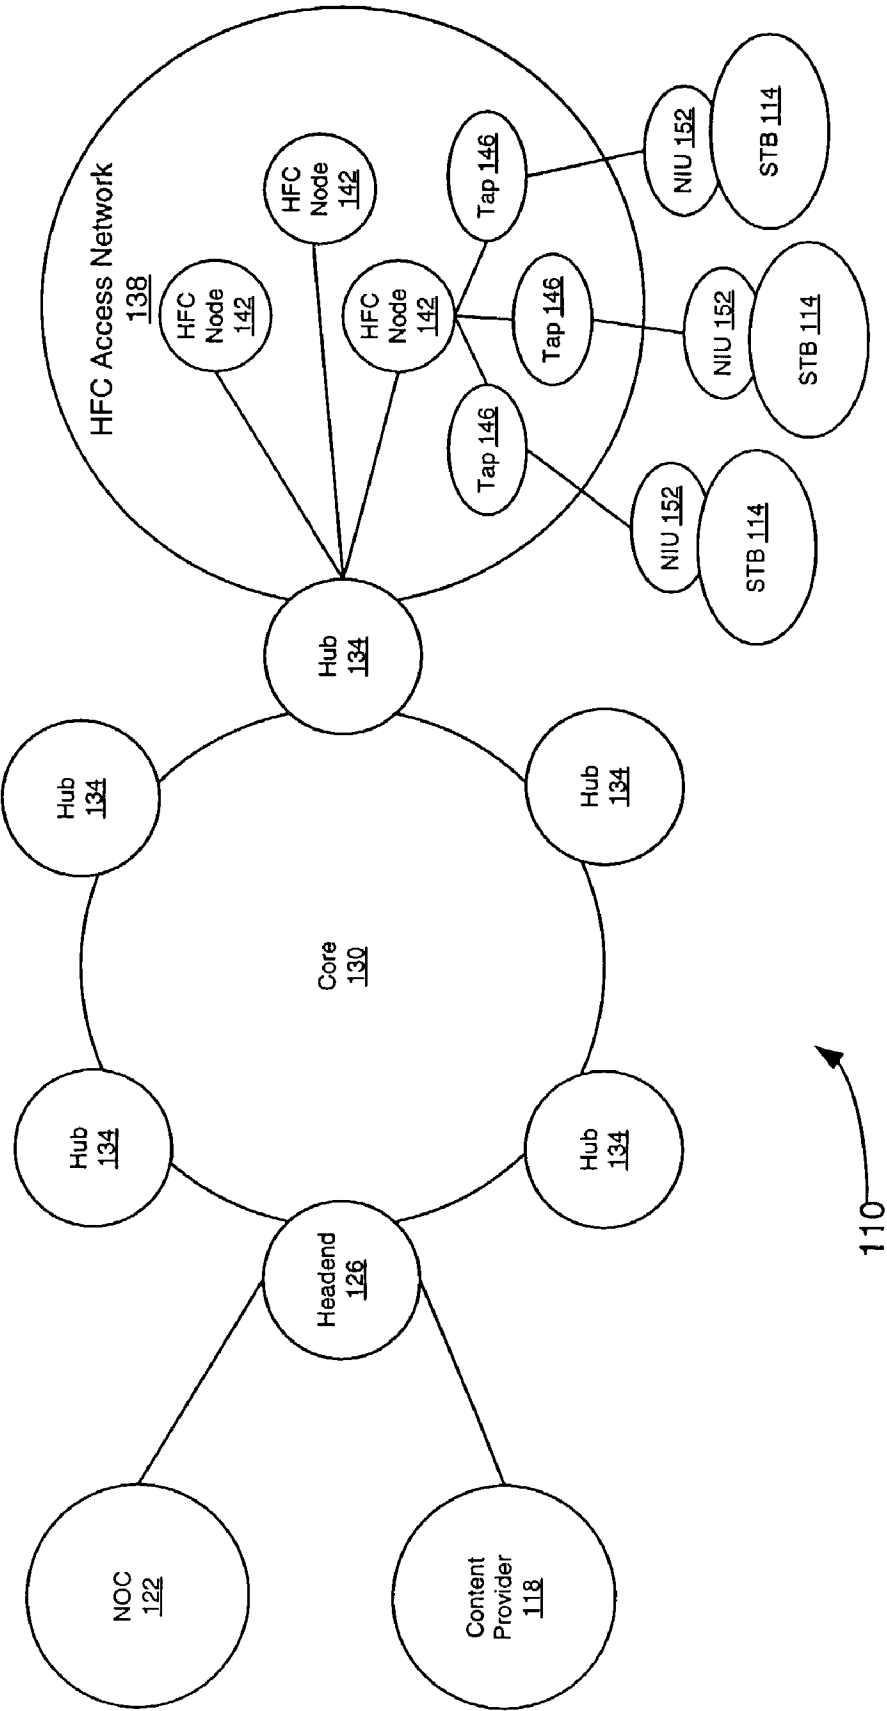 NOC
122
Content
Provider
118
Headend
126
Hub
134
Hub
134
Core
130
Hub
134
Hub
134
Hub
134
HFC Access Network
138
HFC
Node
142
HFC
Node
142
HFC
Node
142
Tap 146
Tap 146
Tap 146
NIU 152
STB 114
NIU 152
STB 114
NIU 152
STB 114
110